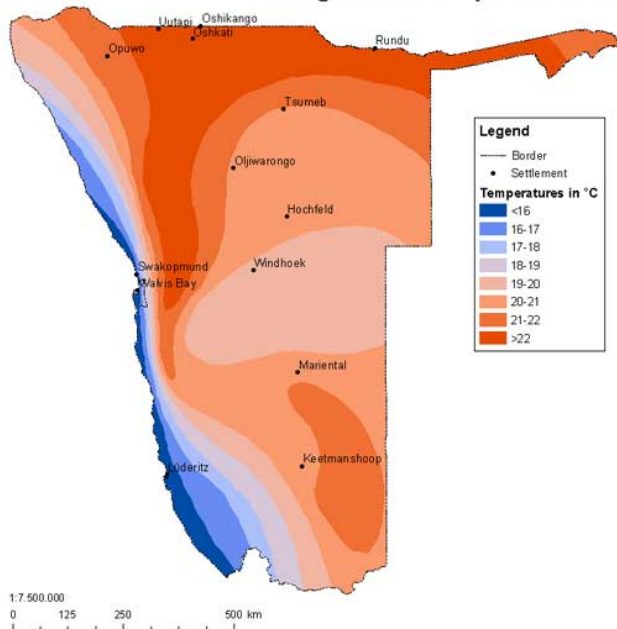 Uutapi
Oshikango
Oshkati
Opuwo
Rundu
Tsumeb
Oljiwarongo
Hochfeld
Swakopmund
Walvis Bay
Windhoek
Mariental
Keetmanshoop
Lüderitz
Legend
Border
Settlement
Temperatures in °C
<16
16-17
17-18
18-19
19-20
20-21
21-22
>22
1:7.500.000
0 125 250 500 km